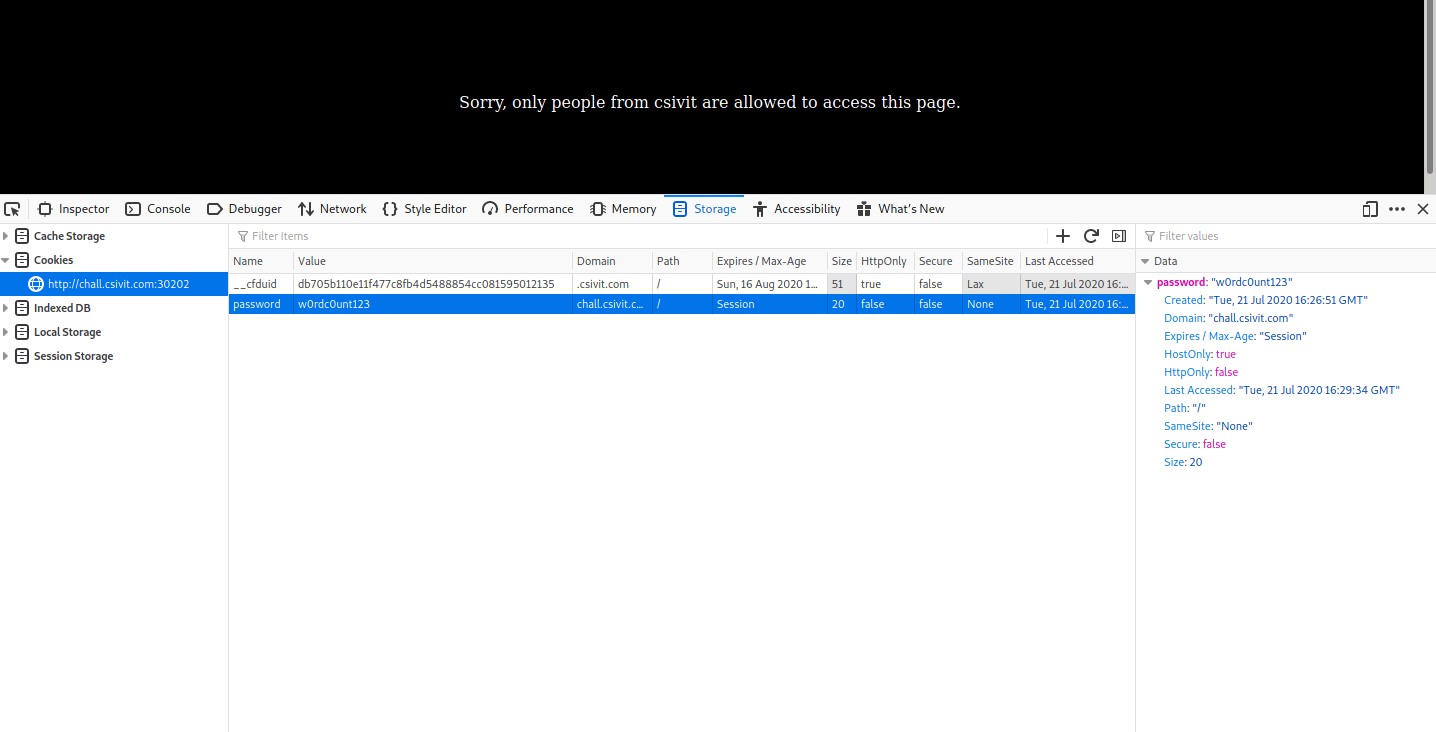 Sorry, only people from csivit are allowed to access this page.
Inspector Console Debugger Network Style Editor Performance Memory Storage Accessibility What's New
Cache Storage
Cookies
http://chall.csivit.com:30202
Indexed DB
Local Storage
Session Storage
Filter Items
Name Value Domain Path Expires / Max-Age Size HttpOnly Secure SameSite Last Accessed
__cfduid db705b110e11f477c8fb4d5488854cc081595012135 .csivit.com / Sun, 16 Aug 2020 1... 51 true false Lax Tue, 21 Jul 2020 16:...
password w0rdc0unt123 chall.csivit.c... / Session 20 false false None Tue, 21 Jul 2020 16:...
Filter values
Data
password: "w0rdc0unt123"
Created: "Tue, 21 Jul 2020 16:26:51 GMT"
Domain: "chall.csivit.com"
Expires / Max-Age: "Session"
HostOnly: true
HttpOnly: false
Last Accessed: "Tue, 21 Jul 2020 16:29:34 GMT"
Path: "/"
SameSite: "None"
Secure: false
Size: 20